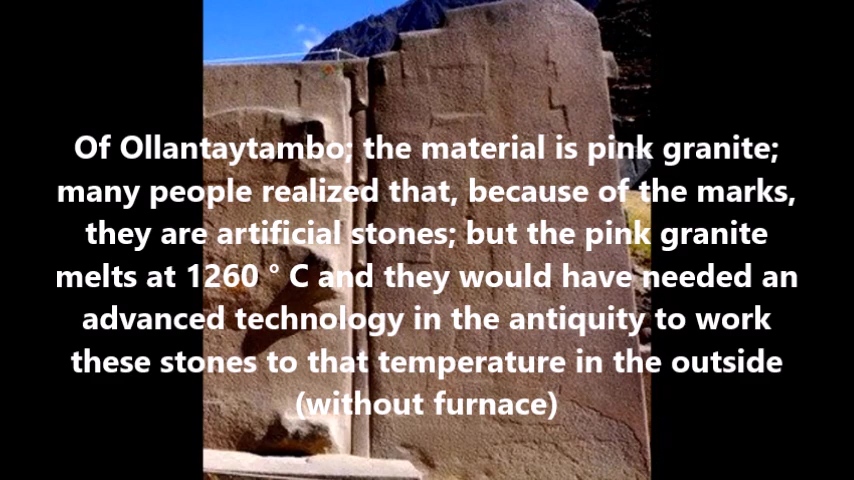 Of Ollantaytambo; the material is pink granite;
many people realized that, because of the marks,
they are artificial stones; but the pink granite
melts at 1260 ° C and they would have needed an
advanced technology in the antiquity to work
these stones to that temperature in the outside
(without furnace)